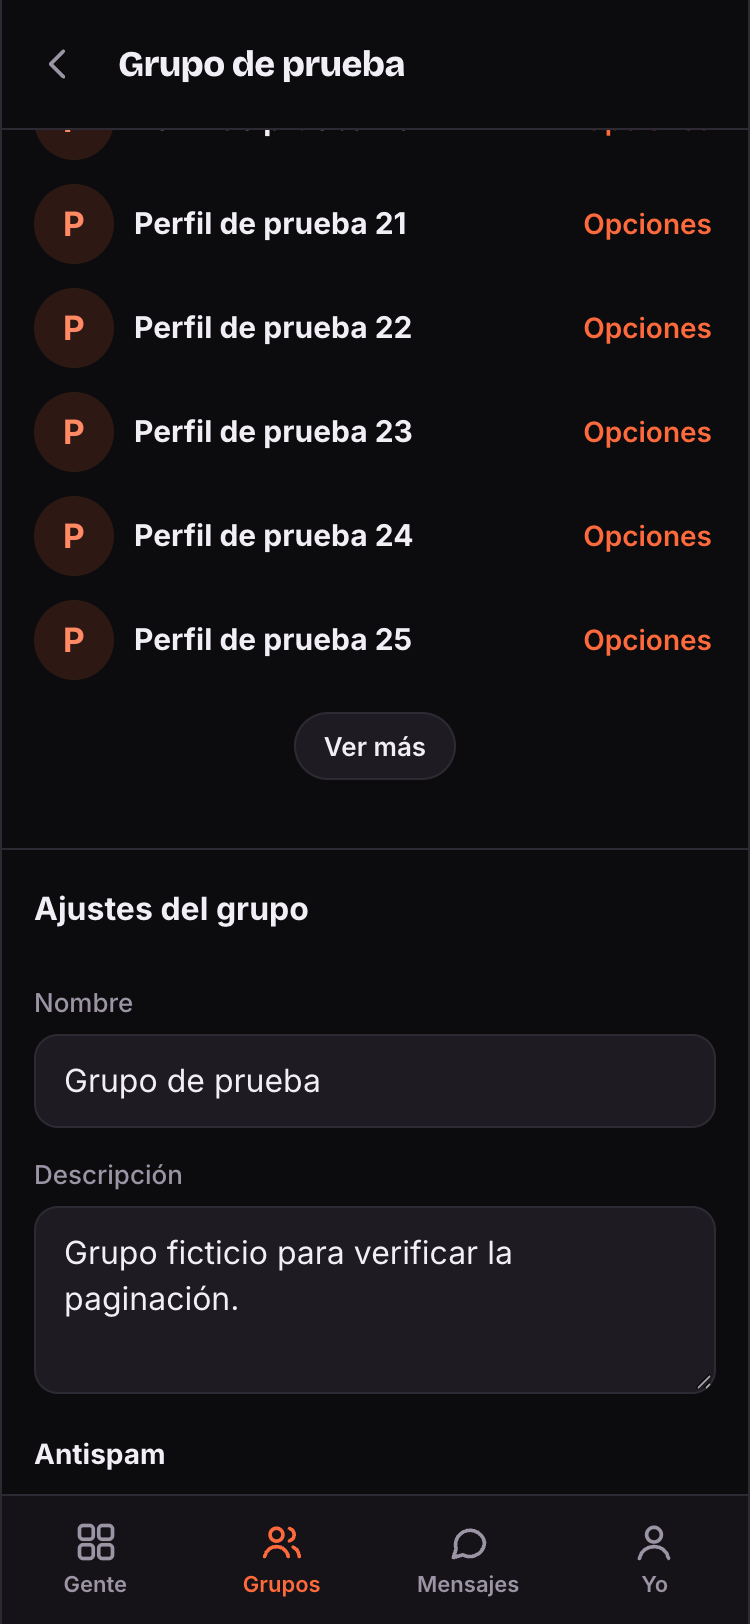 Grupo de prueba
P
Perfil de prueba 21
Opciones
P
Perfil de prueba 22
Opciones
P
Perfil de prueba 23
Opciones
P
Perfil de prueba 24
Opciones
P
Perfil de prueba 25
Opciones
Ver más
Ajustes del grupo
Nombre
Grupo de prueba
Descripción
Grupo ficticio para verificar la
paginación.
Antispam
Gente
Grupos
Mensajes
Yo